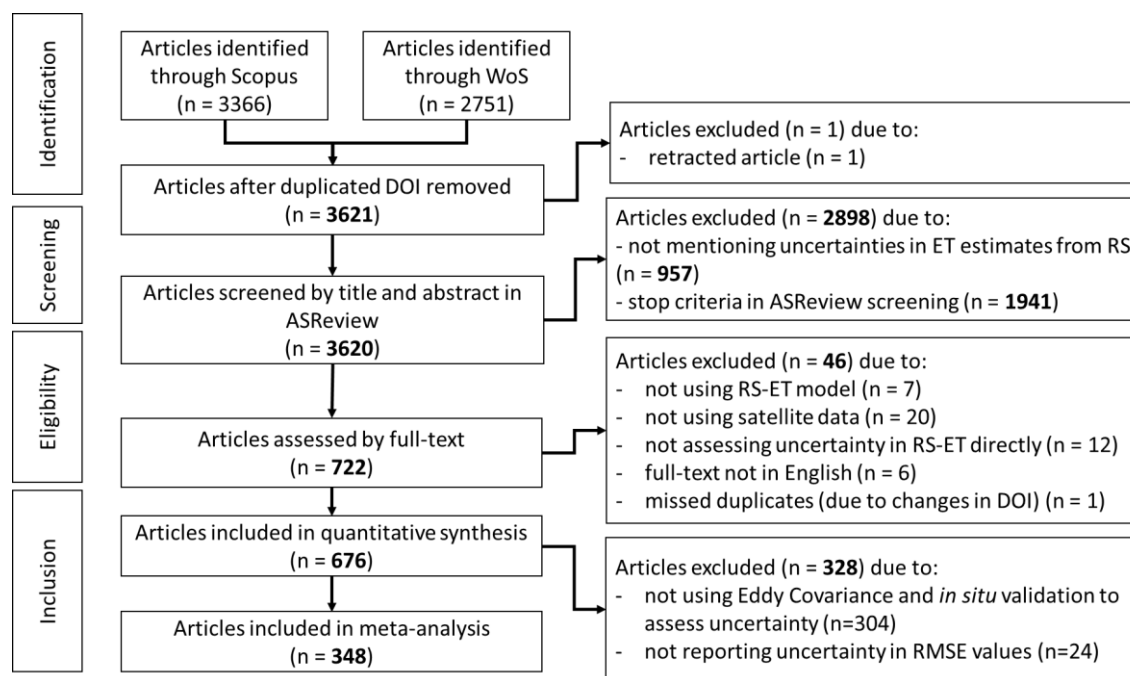 Identification
Articles identified
through Scopus
(n = 3366)
Articles identified
through WoS
(n = 2751)
Articles excluded (n = 1) due to:
- retracted article (n = 1)
Articles after duplicated DOI removed
(n = 3621)
Screening
Articles excluded (n = 2898) due to:
- not mentioning uncertainties in ET estimates from RS
(n = 957)
- stop criteria in ASReview screening (n = 1941)
Articles screened by title and abstract in
ASReview
(n = 3620)
Eligibility
Articles excluded (n = 46) due to:
- not using RS-ET model (n = 7)
- not using satellite data (n = 20)
- not assessing uncertainty in RS-ET directly (n = 12)
- full-text not in English (n = 6)
- missed duplicates (due to changes in DOI) (n = 1)
Articles assessed by full-text
(n = 722)
Inclusion
Articles included in quantitative synthesis
(n = 676)
Articles excluded (n = 328) due to:
- not using Eddy Covariance and in situ validation to
assess uncertainty
(n=304)
- not reporting uncertainty in RMSE values (n=24)
Articles included in meta-analysis
(n = 348)